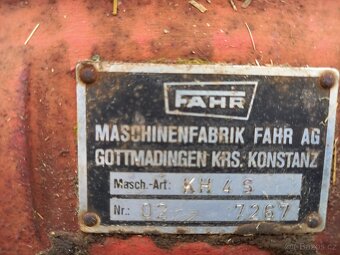 FAHR
MASCHINENFABRIK FAHR AG
GOTTMADINGEN KRS. KONSTANZ
Masch.-Art: KH 4 S
Nr.: 02 7267